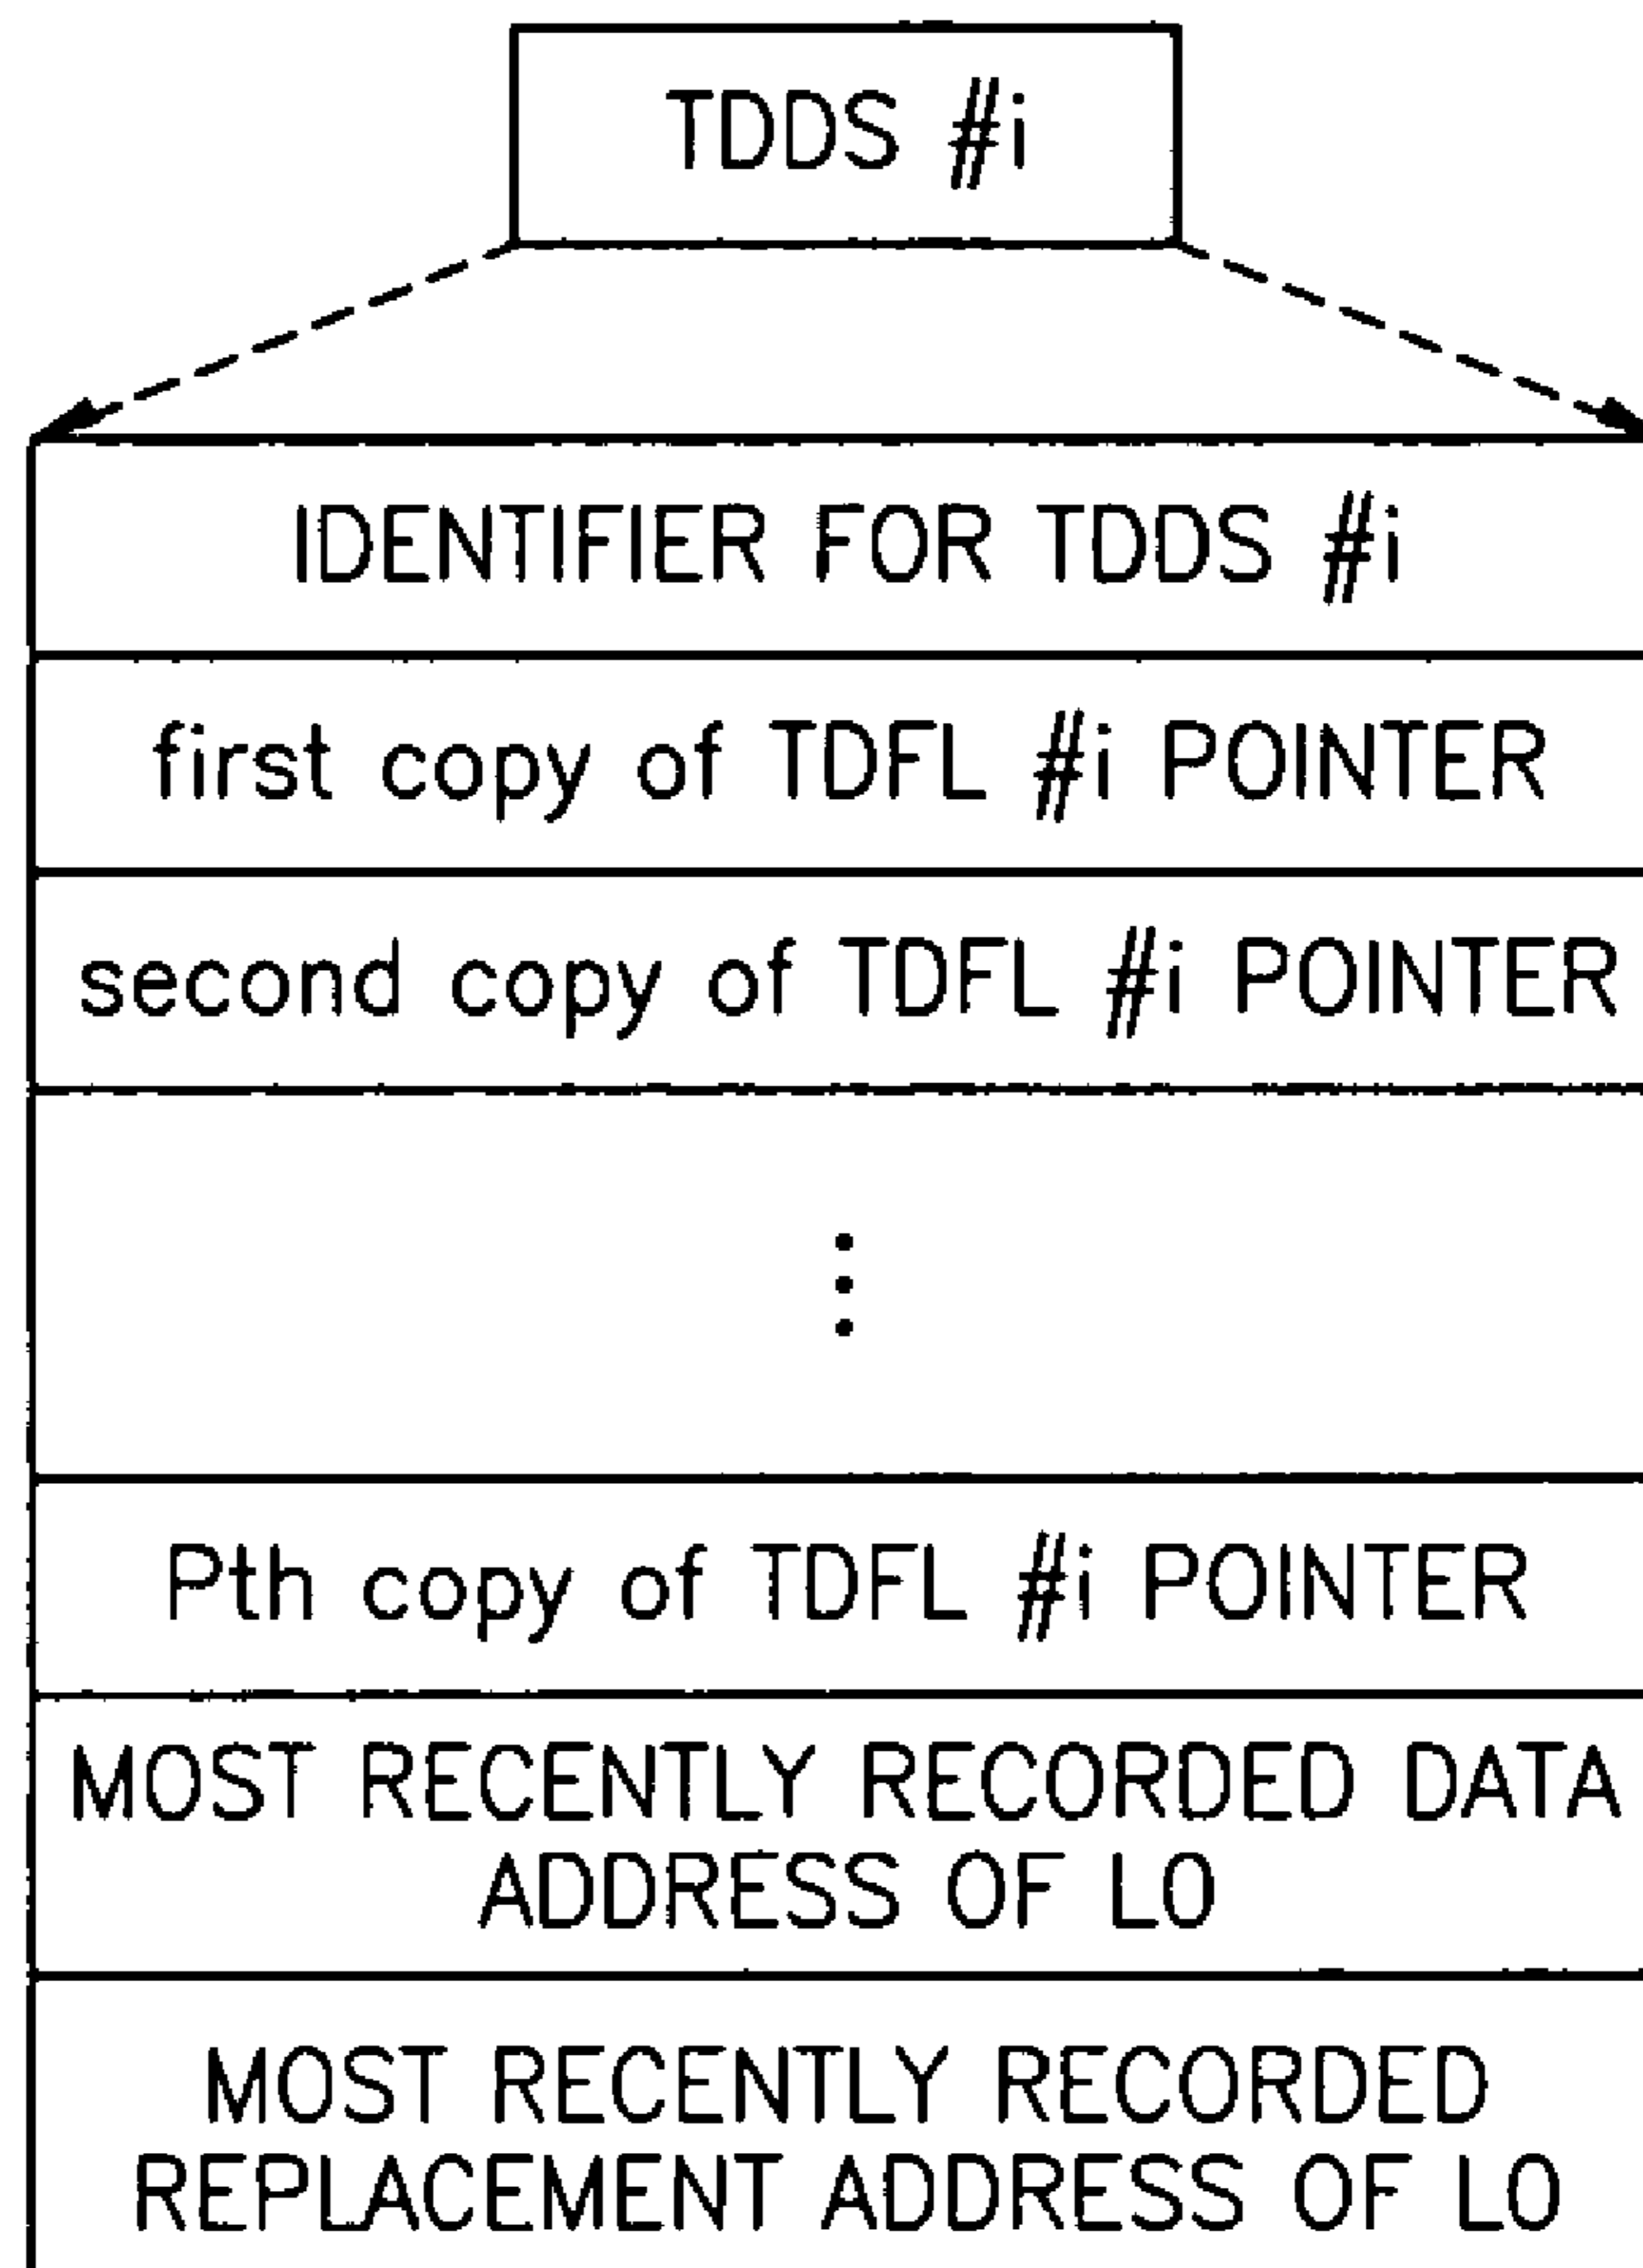 TDDS #i
IDENTIFIER FOR TDDS #i
first copy of TDFL #i POINTER
second copy of TDFL #i POINTER
Pth copy of TDFL #i POINTER
MOST RECENTLY RECORDED DATA
ADDRESS OF L0
MOST RECENTLY RECORDED
REPLACEMENT ADDRESS OF L0